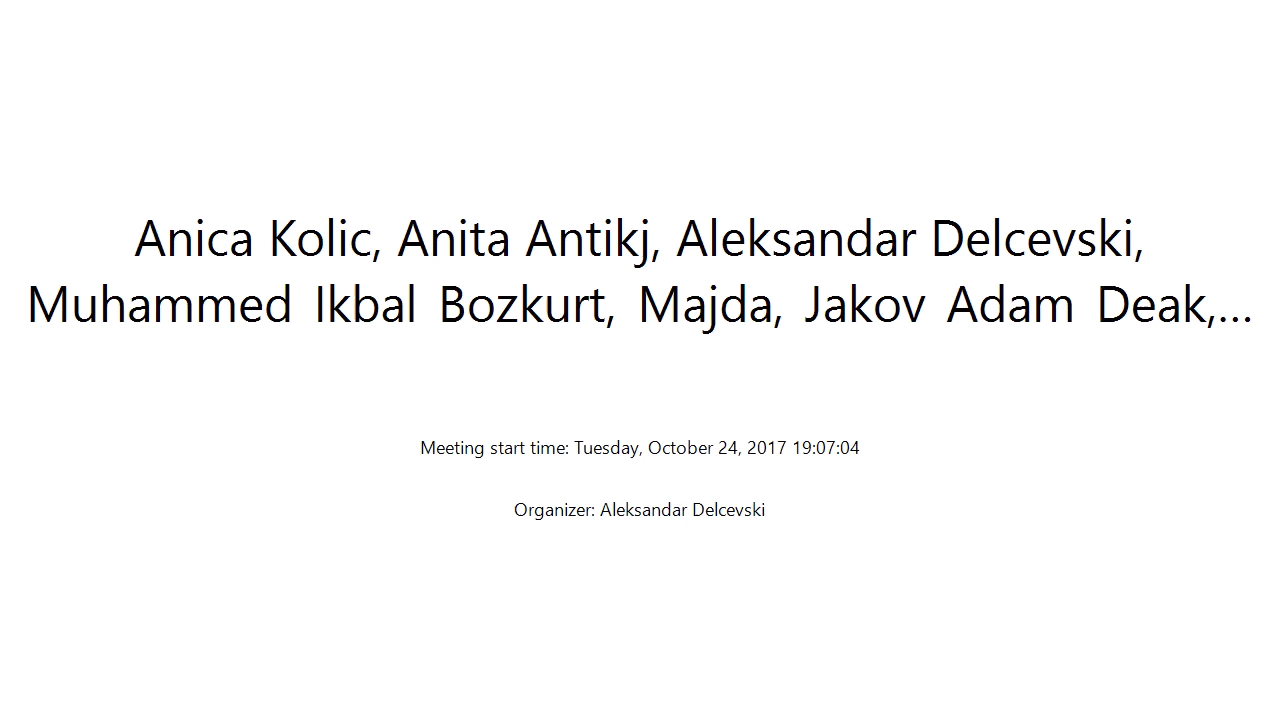 Anica Kolic, Anita Antikj, Aleksandar Delcevski,
Muhammed Ikbal Bozkurt, Majda, Jakov Adam Deak,...
Meeting start time: Tuesday, October 24, 2017 19:07:04
Organizer: Aleksandar Delcevski